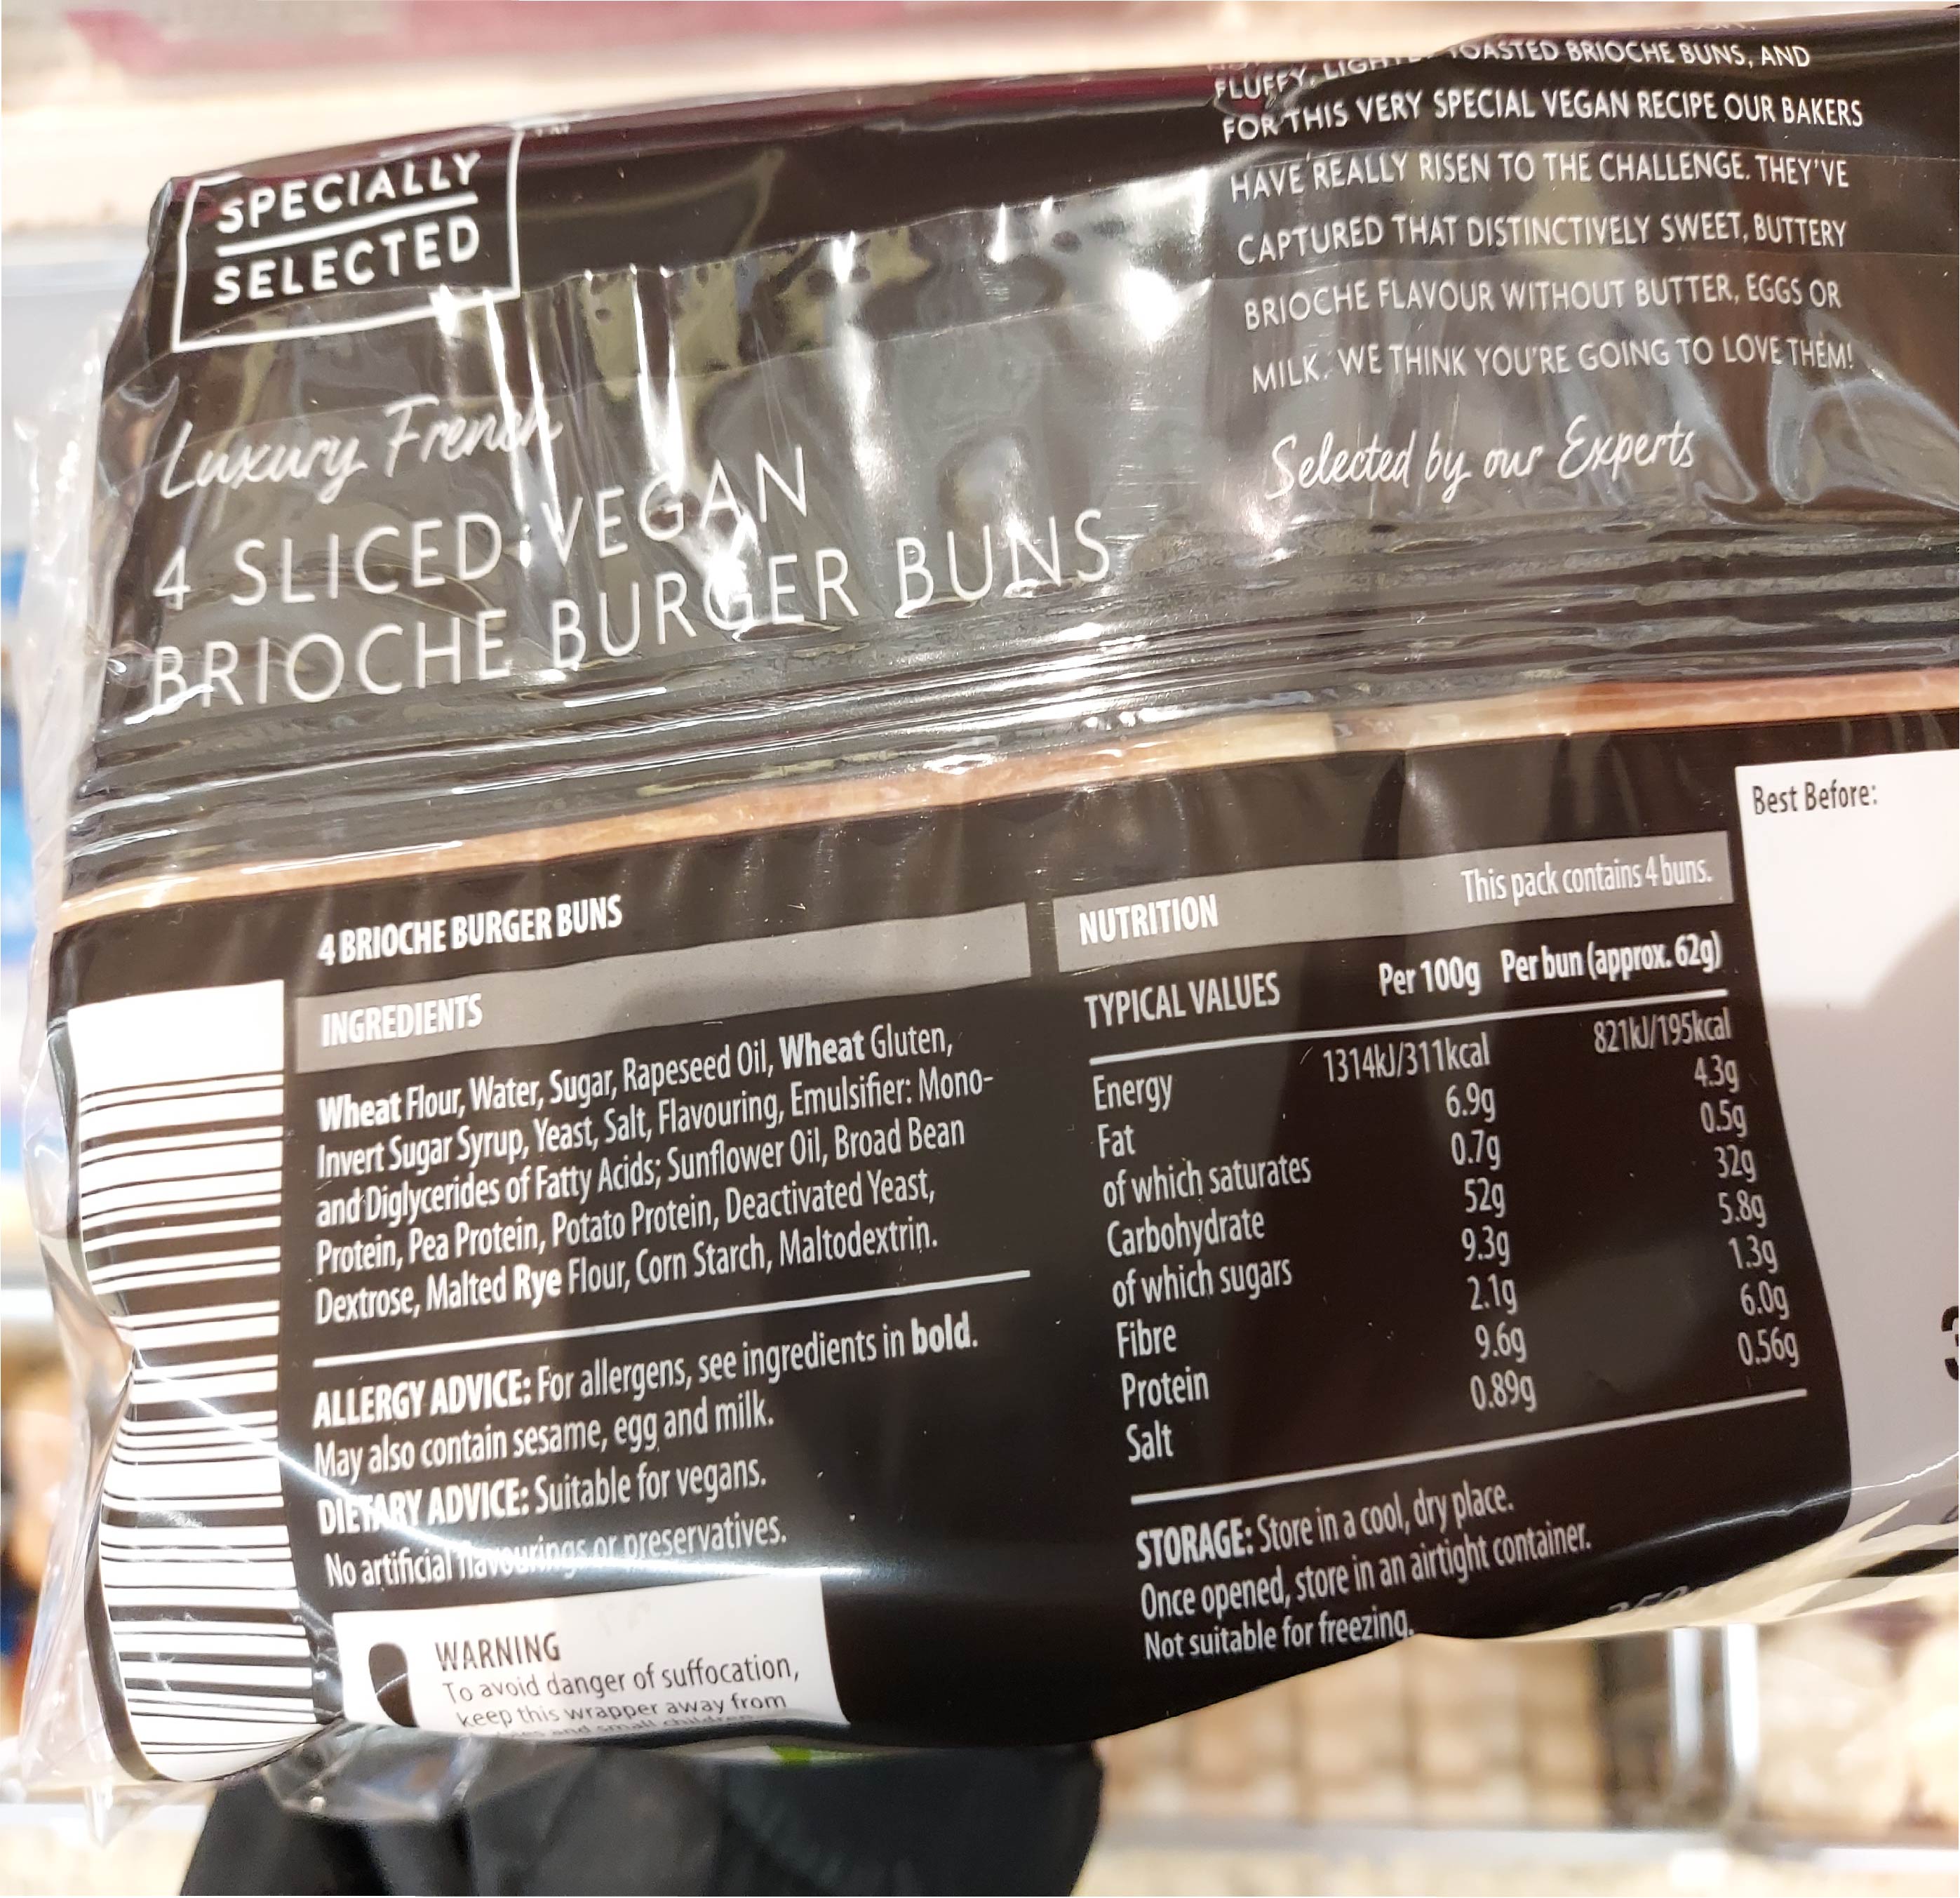 SPECIALLY
SELECTED
Luxury French
4 SLICED VEGAN
BRIOCHE BURGER BUNS
TOASTED BRIOCHE BUNS, AND
FLUFFY,
FOR THIS VERY SPECIAL VEGAN RECIPE OUR BAKERS
HAVE REALLY RISEN TO THE CHALLENGE. THEY'VE
CAPTURED THAT DISTINCTIVELY SWEET, BUTTERY
BRIOCHE FLAVOUR WITHOUT BUTTER, EGGS OR
MILK. WE THINK YOU'RE GOING TO LOVE THEM!
Selected by our Experts
4 BRIOCHE BURGER BUNS
INGREDIENTS
Wheat Flour, Water, Sugar, Rapeseed Oil, Wheat Gluten,
Invert Sugar Syrup, Yeast, Salt, Flavouring, Emulsifier: Mono-
and Diglycerides of Fatty Acids; Sunflower Oil, Broad Bean
Protein, Pea Protein, Potato Protein, Deactivated Yeast,
Dextrose, Malted Rye Flour, Corn Starch, Maltodextrin.
ALLERGY ADVICE: For allergens, see ingredients in bold.
May also contain sesame, egg and milk.
DIETARY ADVICE: Suitable for vegans.
No artificial flavourings or preservatives.
WARNING
To avoid danger of suffocation,
keep this wrapper away from
and small children
NUTRITION This pack contains 4 buns.
TYPICAL VALUES Per 100g Per bun (approx. 62g)
Energy 1314kJ/311kcal 821kJ/195kcal
Fat 6.9g 4.3g
of which saturates 0.7g 0.5g
Carbohydrate 52g 32g
of which sugars 9.3g 5.8g
Fibre 2.1g 1.3g
Protein 9.6g 6.0g
Salt 0.89g 0.56g
STORAGE: Store in a cool, dry place.
Once opened, store in an airtight container.
Not suitable for freezing.
Best Before: